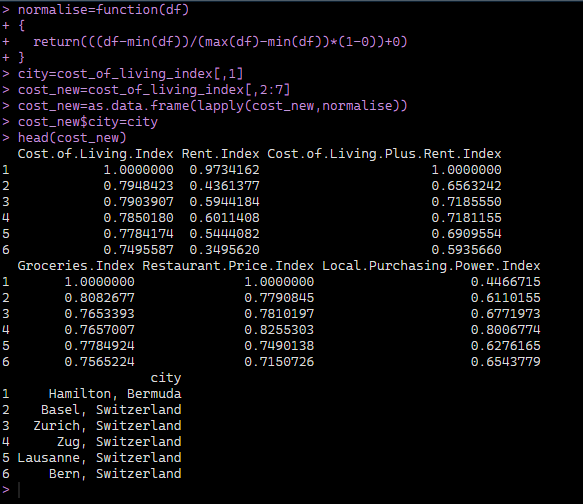 > normalise=function(df)
+ {
+   return(((df-min(df))/(max(df)-min(df))*(1-0))+0)
+ }
> city=cost_of_living_index[,1]
> cost_new=cost_of_living_index[,2:7]
> cost_new=as.data.frame(lapply(cost_new,normalise))
> cost_new$city=city
> head(cost_new)
  Cost.of.Living.Index Rent.Index Cost.of.Living.Plus.Rent.Index
1            1.0000000  0.9734162                      1.0000000
2            0.7948423  0.4361377                      0.6563242
3            0.7903907  0.5944184                      0.7185550
4            0.7850180  0.6011408                      0.7181155
5            0.7784174  0.5444082                      0.6909554
6            0.7495587  0.3495620                      0.5935660
  Groceries.Index Restaurant.Price.Index Local.Purchasing.Power.Index
1       1.0000000              1.0000000                    0.4466715
2       0.8082677              0.7790845                    0.6110155
3       0.7653393              0.7810197                    0.6771973
4       0.7657007              0.8255303                    0.8006774
5       0.7784924              0.7490138                    0.6276165
6       0.7565224              0.7150726                    0.6543779
                   city
1     Hamilton, Bermuda
2    Basel, Switzerland
3   Zurich, Switzerland
4      Zug, Switzerland
5 Lausanne, Switzerland
6     Bern, Switzerland
>